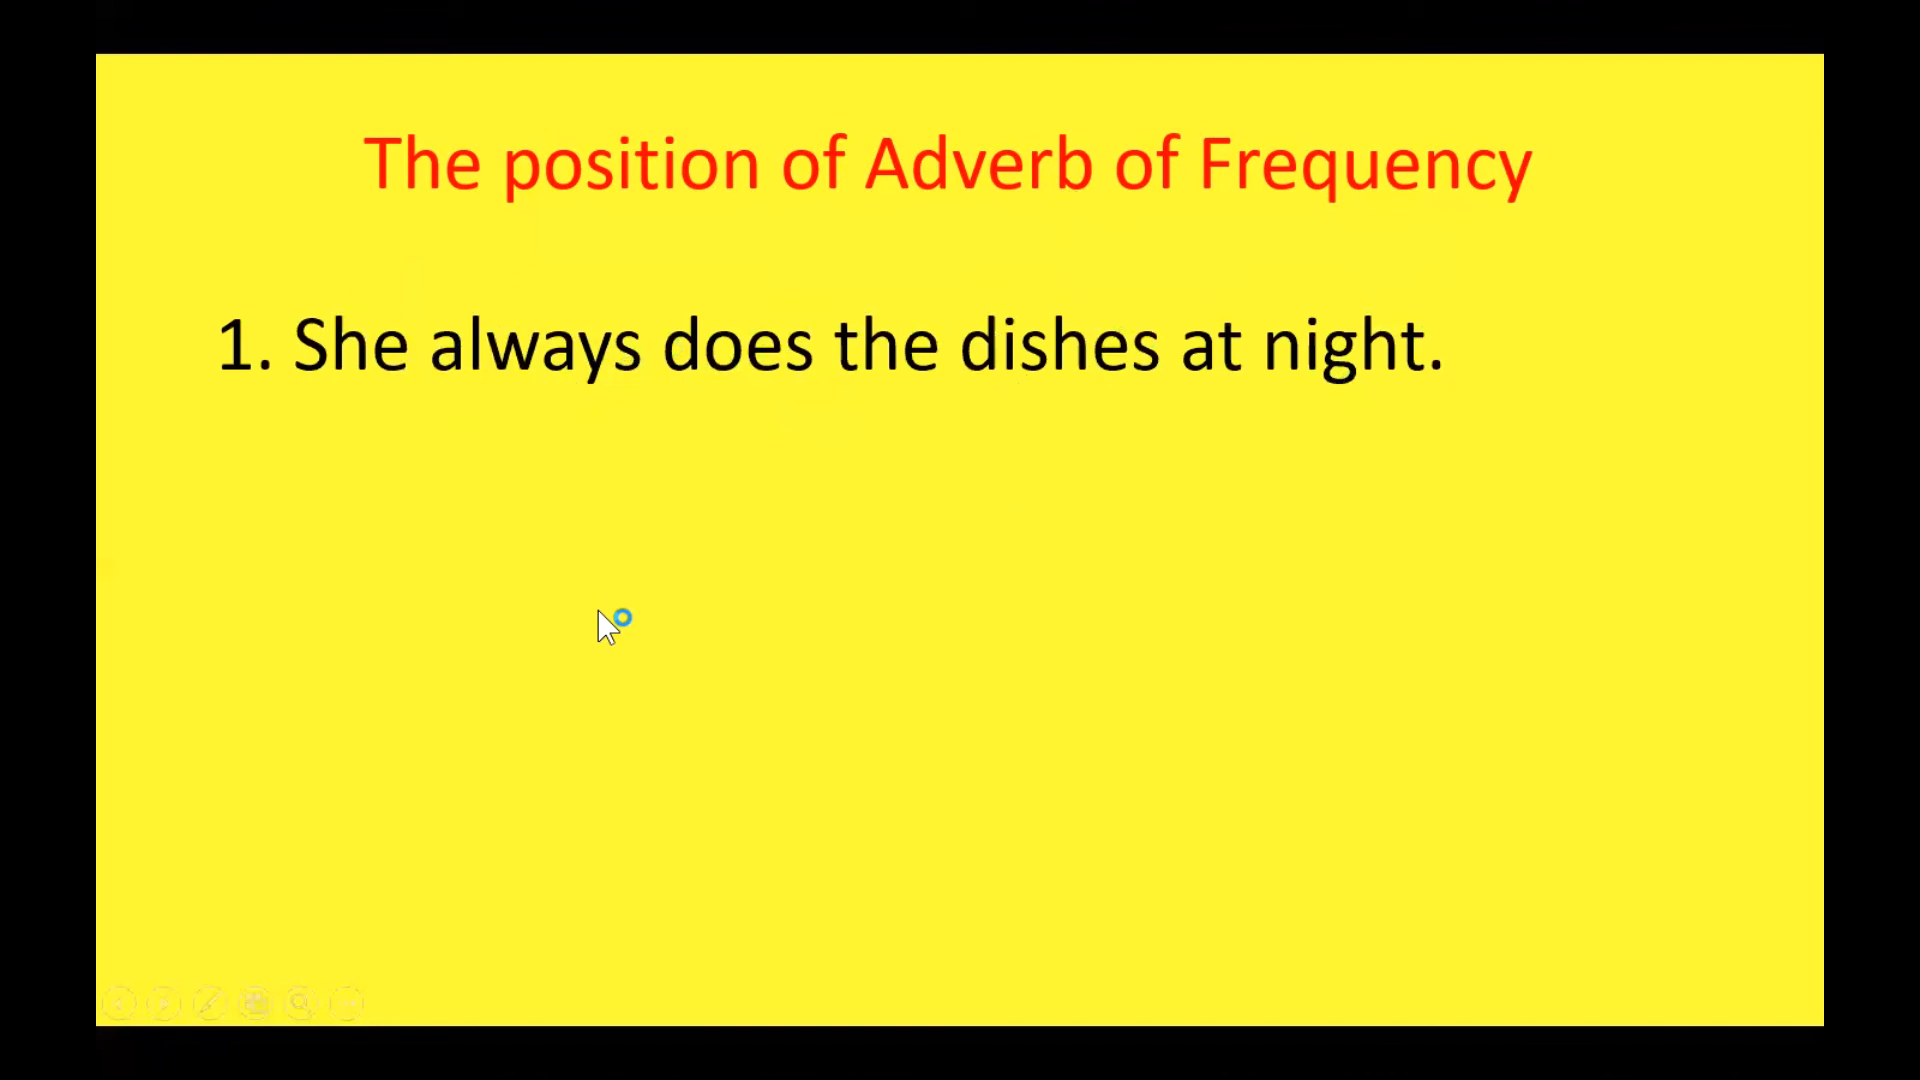 The position of Adverb of Frequency
1. She always does the dishes at night.